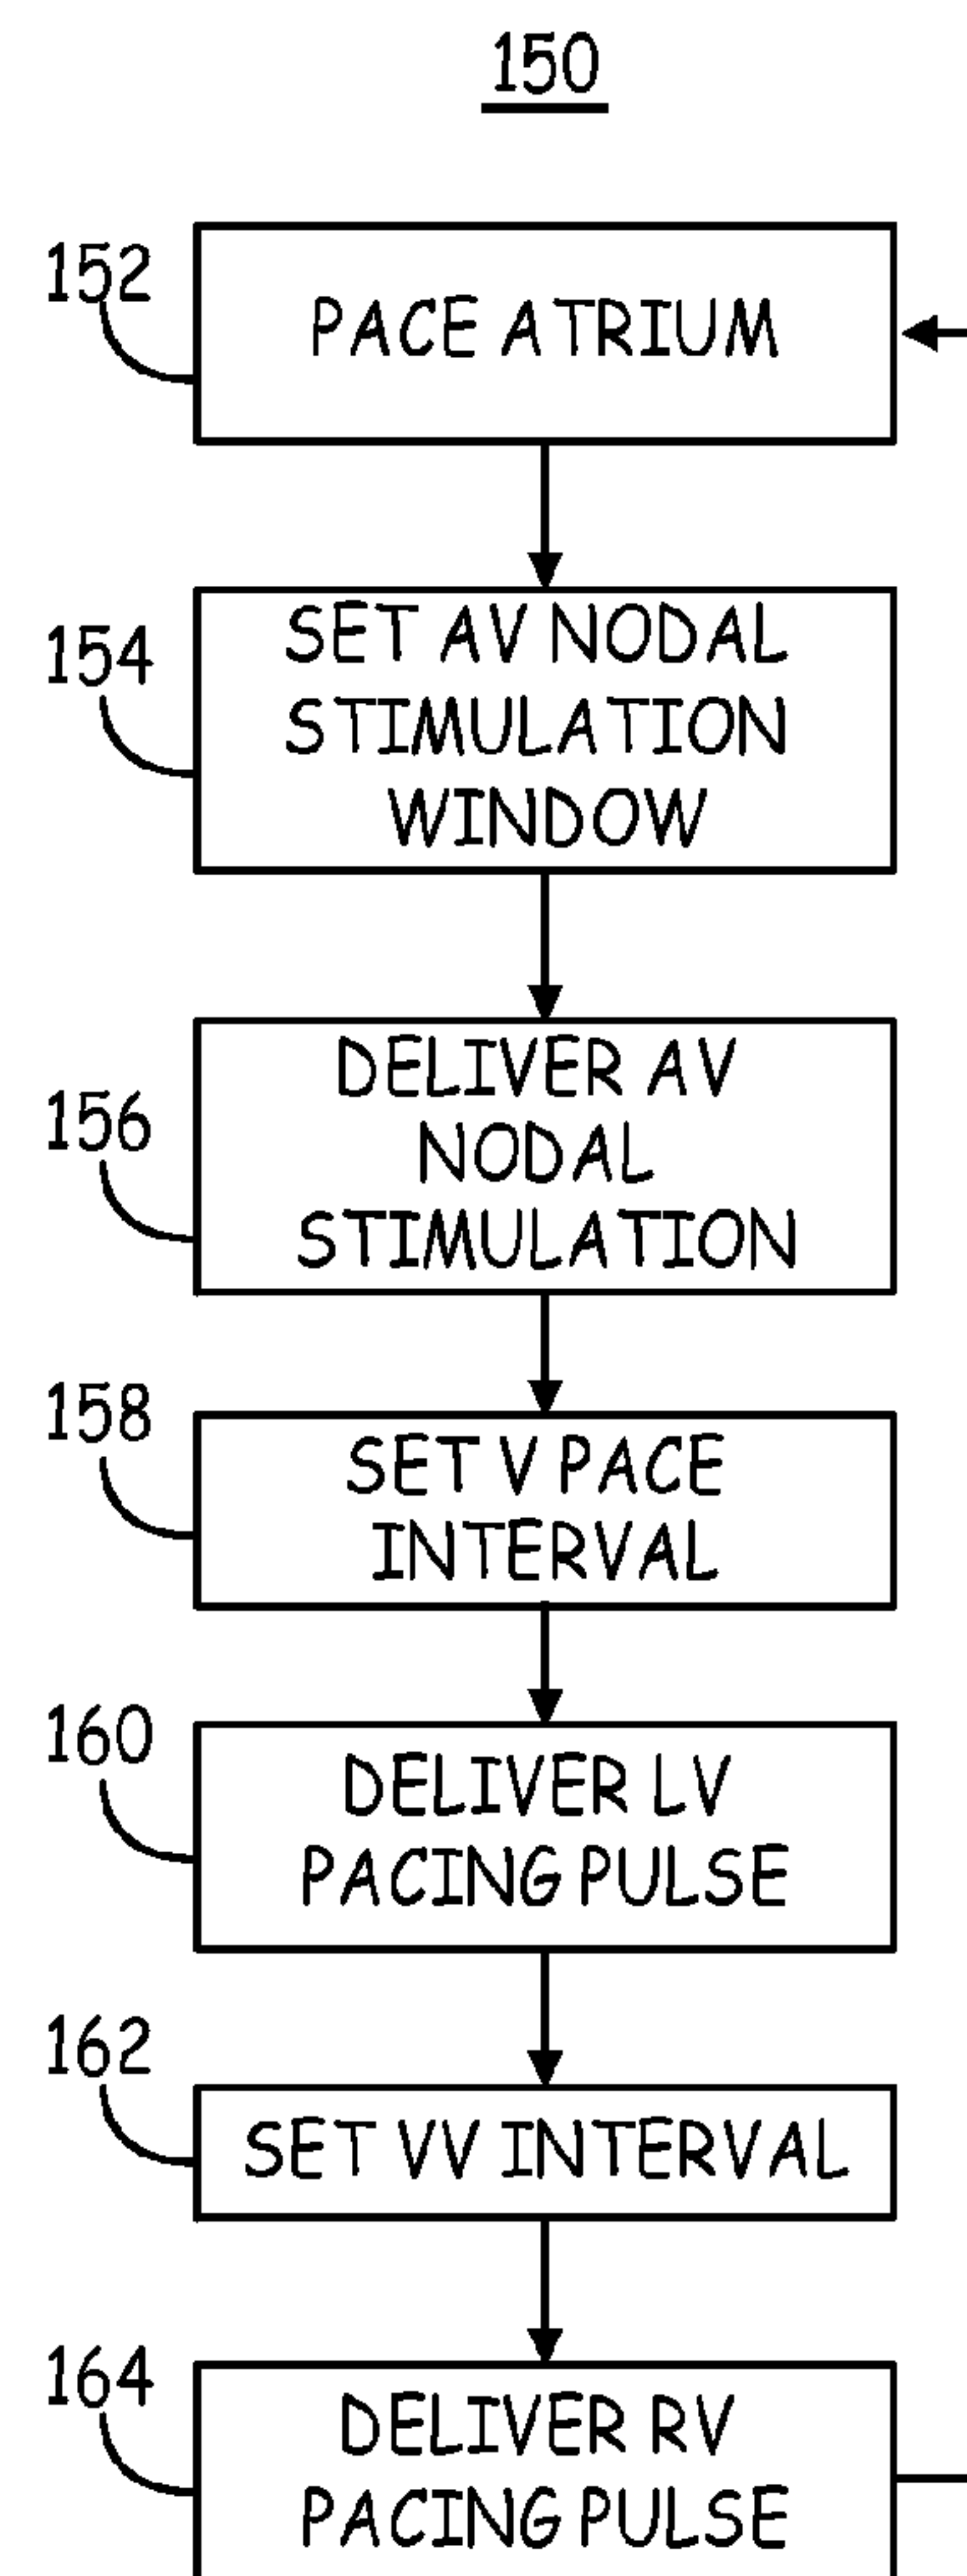 150
152
PACE ATRIUM
154
SET AV NODAL
STIMULATION
WINDOW
156
DELIVER AV
NODAL
STIMULATION
158
SET V PACE
INTERVAL
160
DELIVER LV
PACING PULSE
162
SET VV INTERVAL
164
DELIVER RV
PACING PULSE